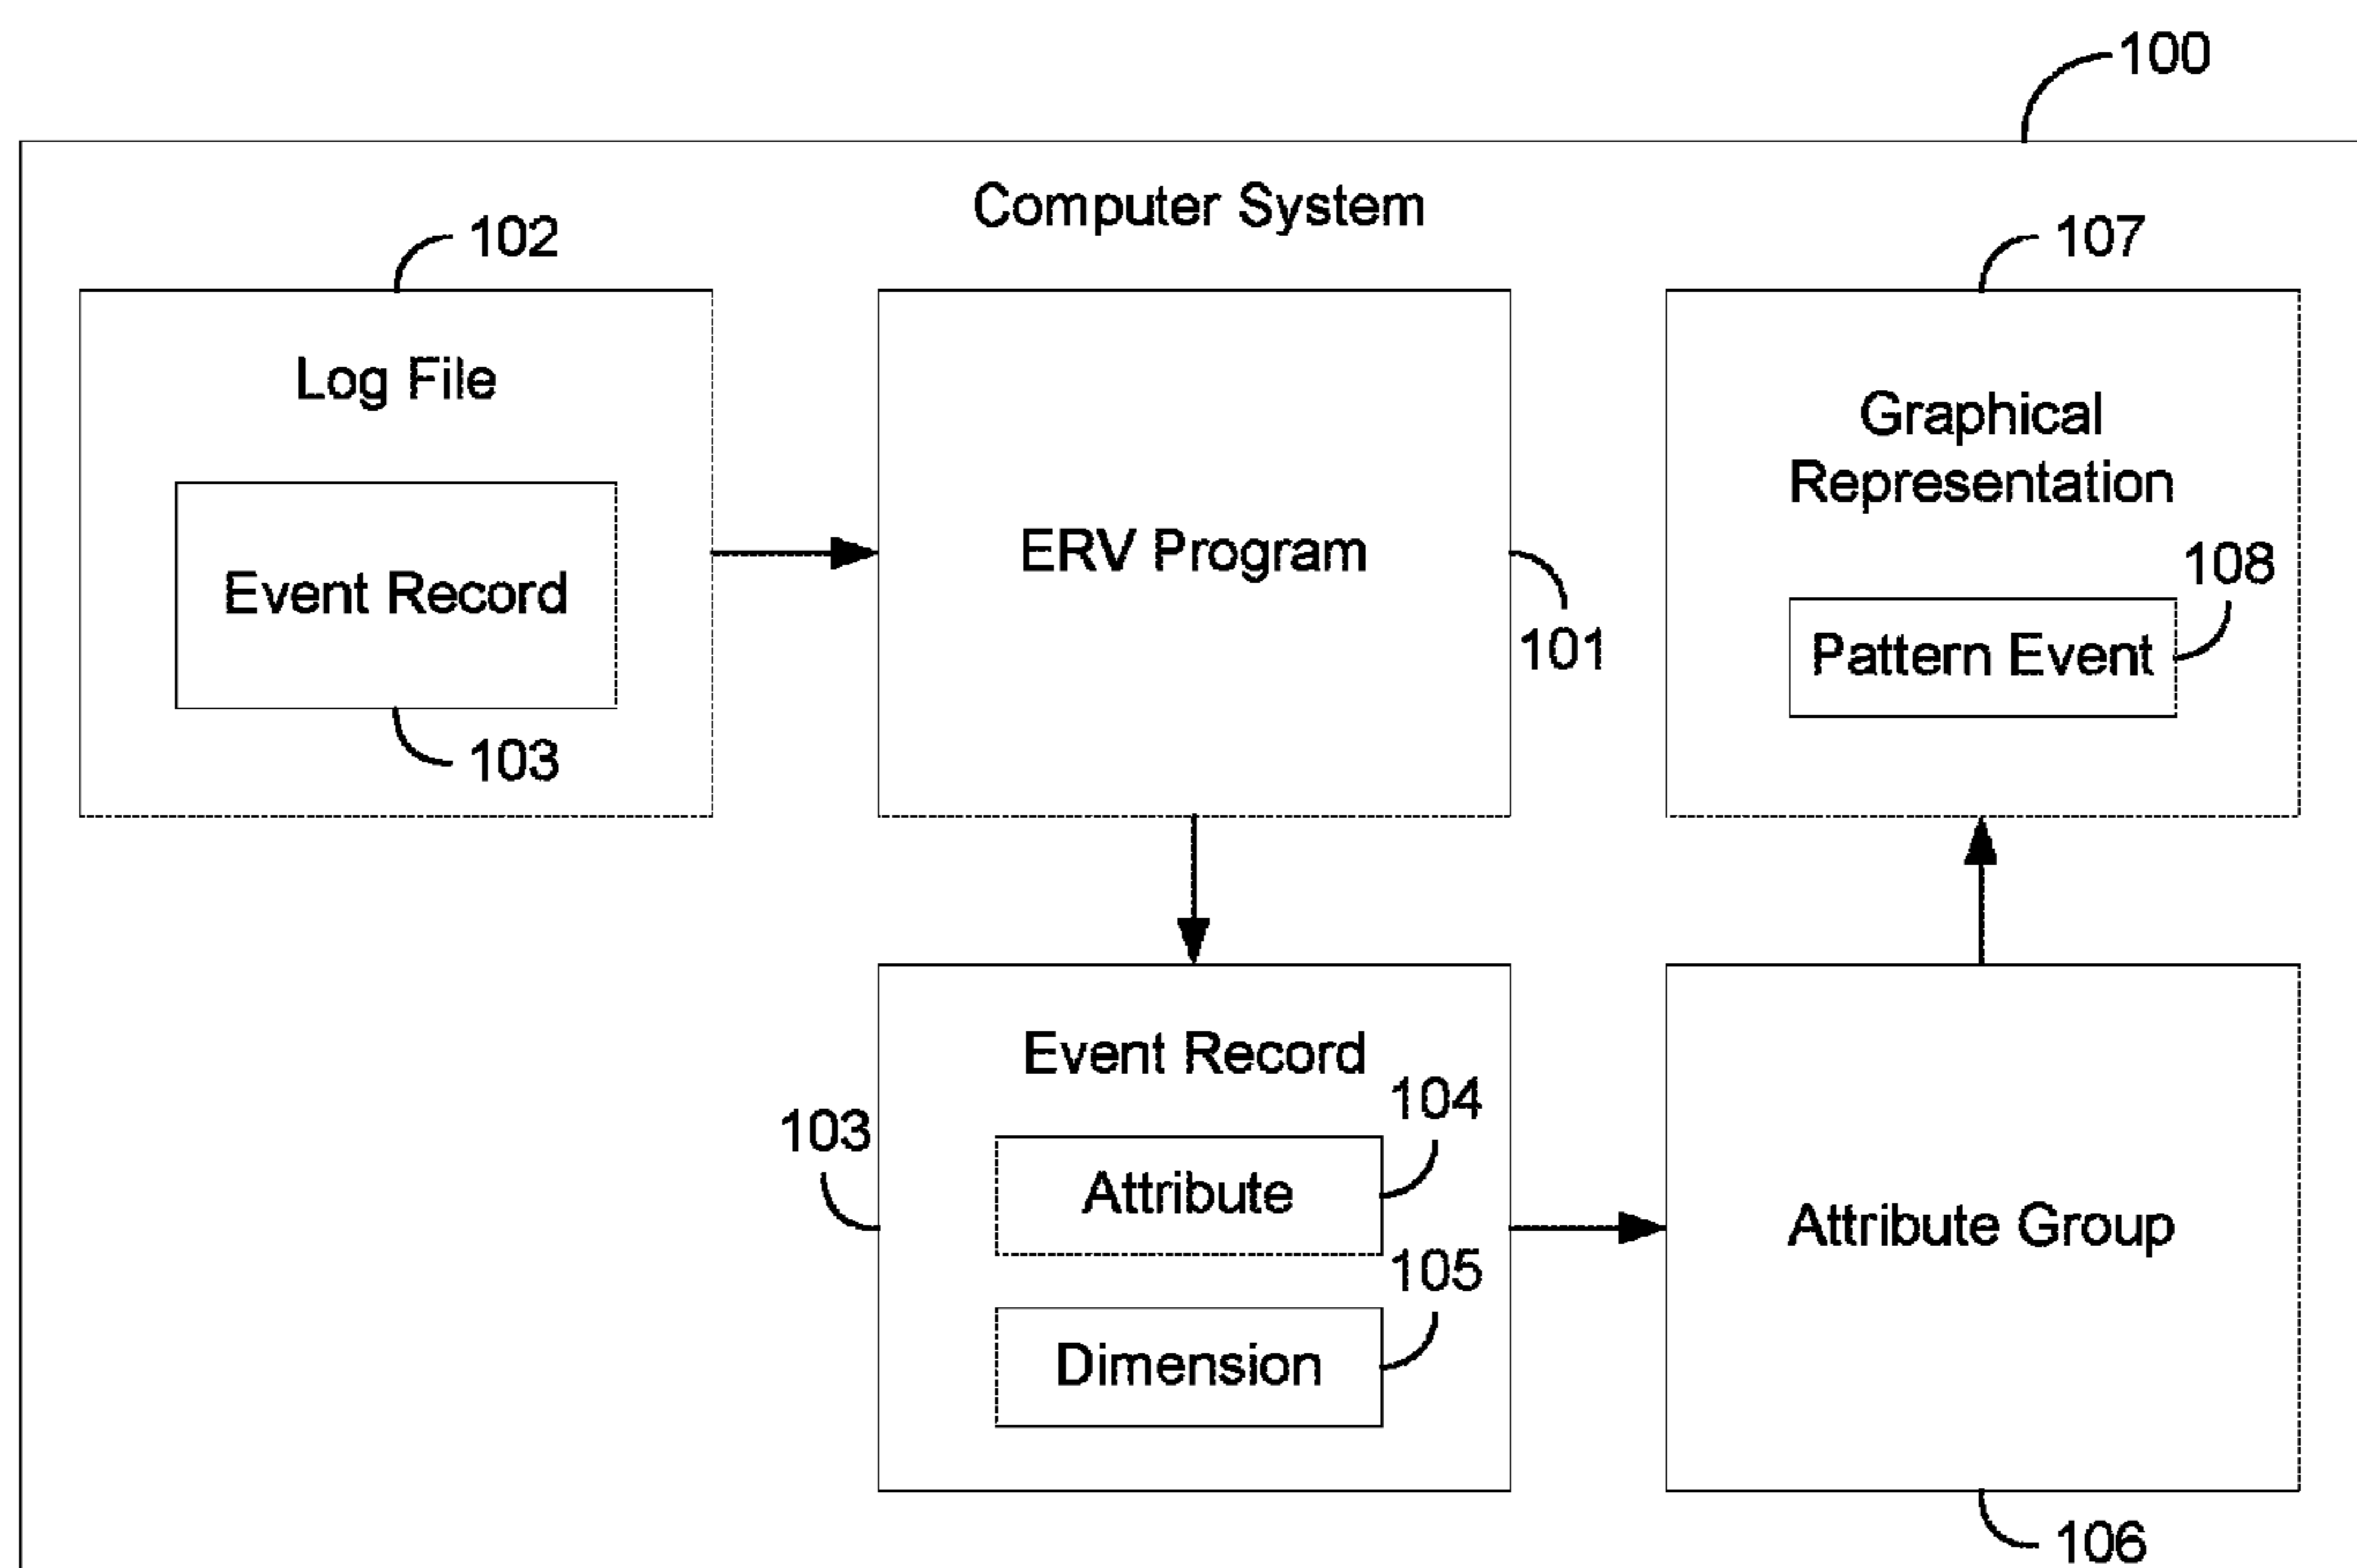 100
Computer System
102
107
Log File
Graphical
Representation
ERV Program
108
Event Record
101
Pattern Event
103
Event Record
104
103
Attribute
Attribute Group
105
Dimension
106